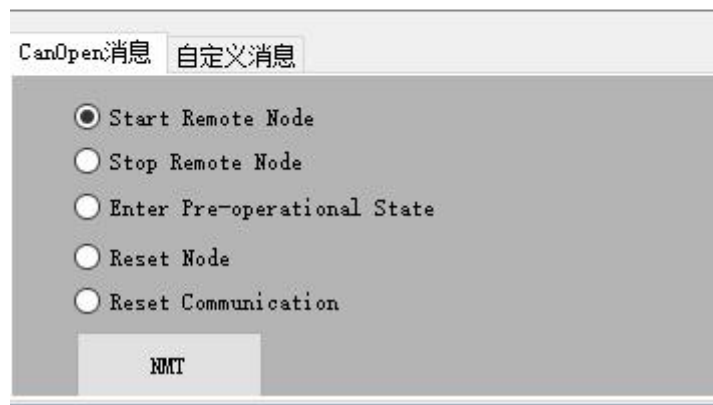 CanOpen消息 自定义消息
Start Remote Node
Stop Remote Node
Enter Pre-operational State
Reset Node
Reset Communication
NMT